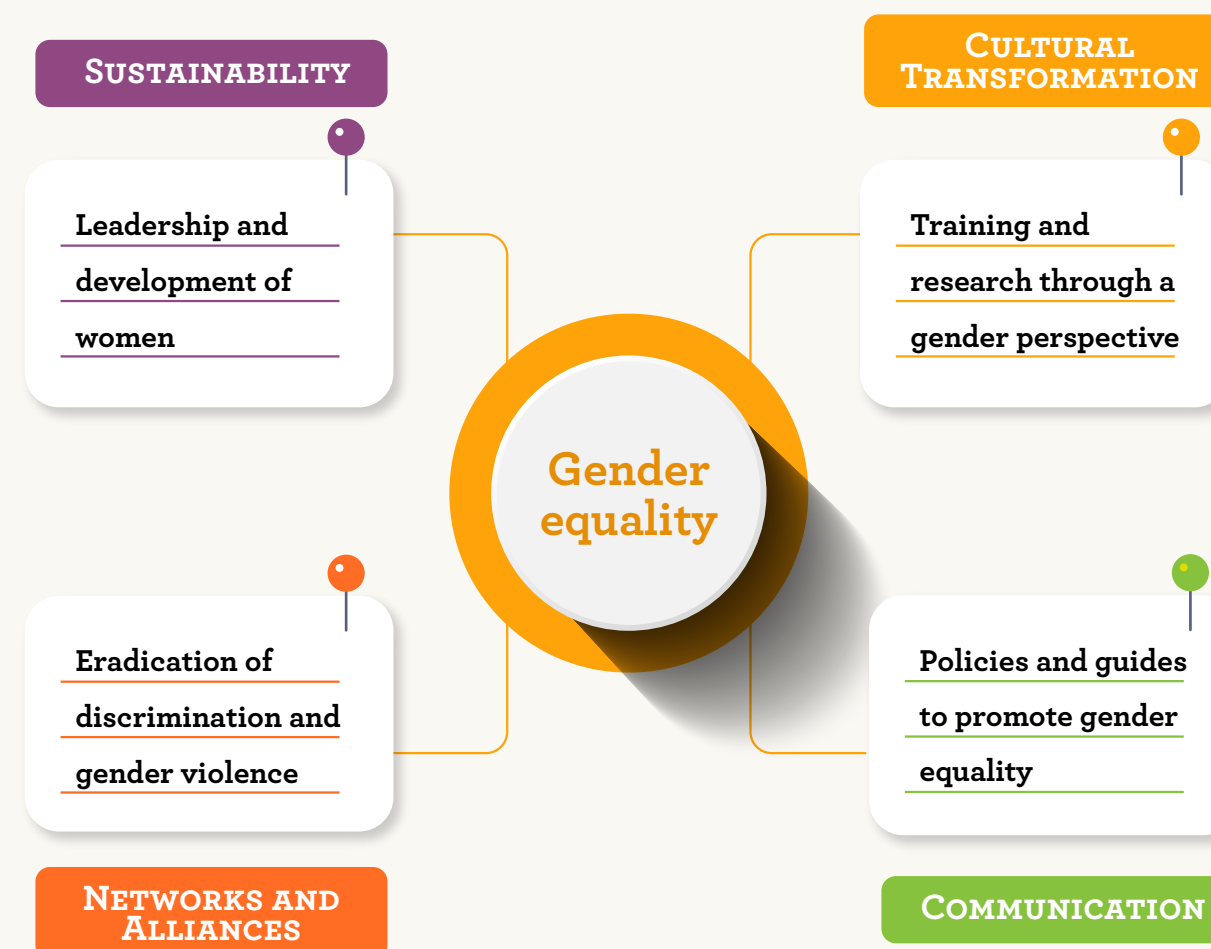 SUSTAINABILITY
Leadership and
development of
women
CULTURAL
TRANSFORMATION
Training and
research through a
gender perspective
Gender
equality
Eradication of
discrimination and
gender violence
NETWORKS AND
ALLIANCES
Policies and guides
to promote gender
equality
COMMUNICATION